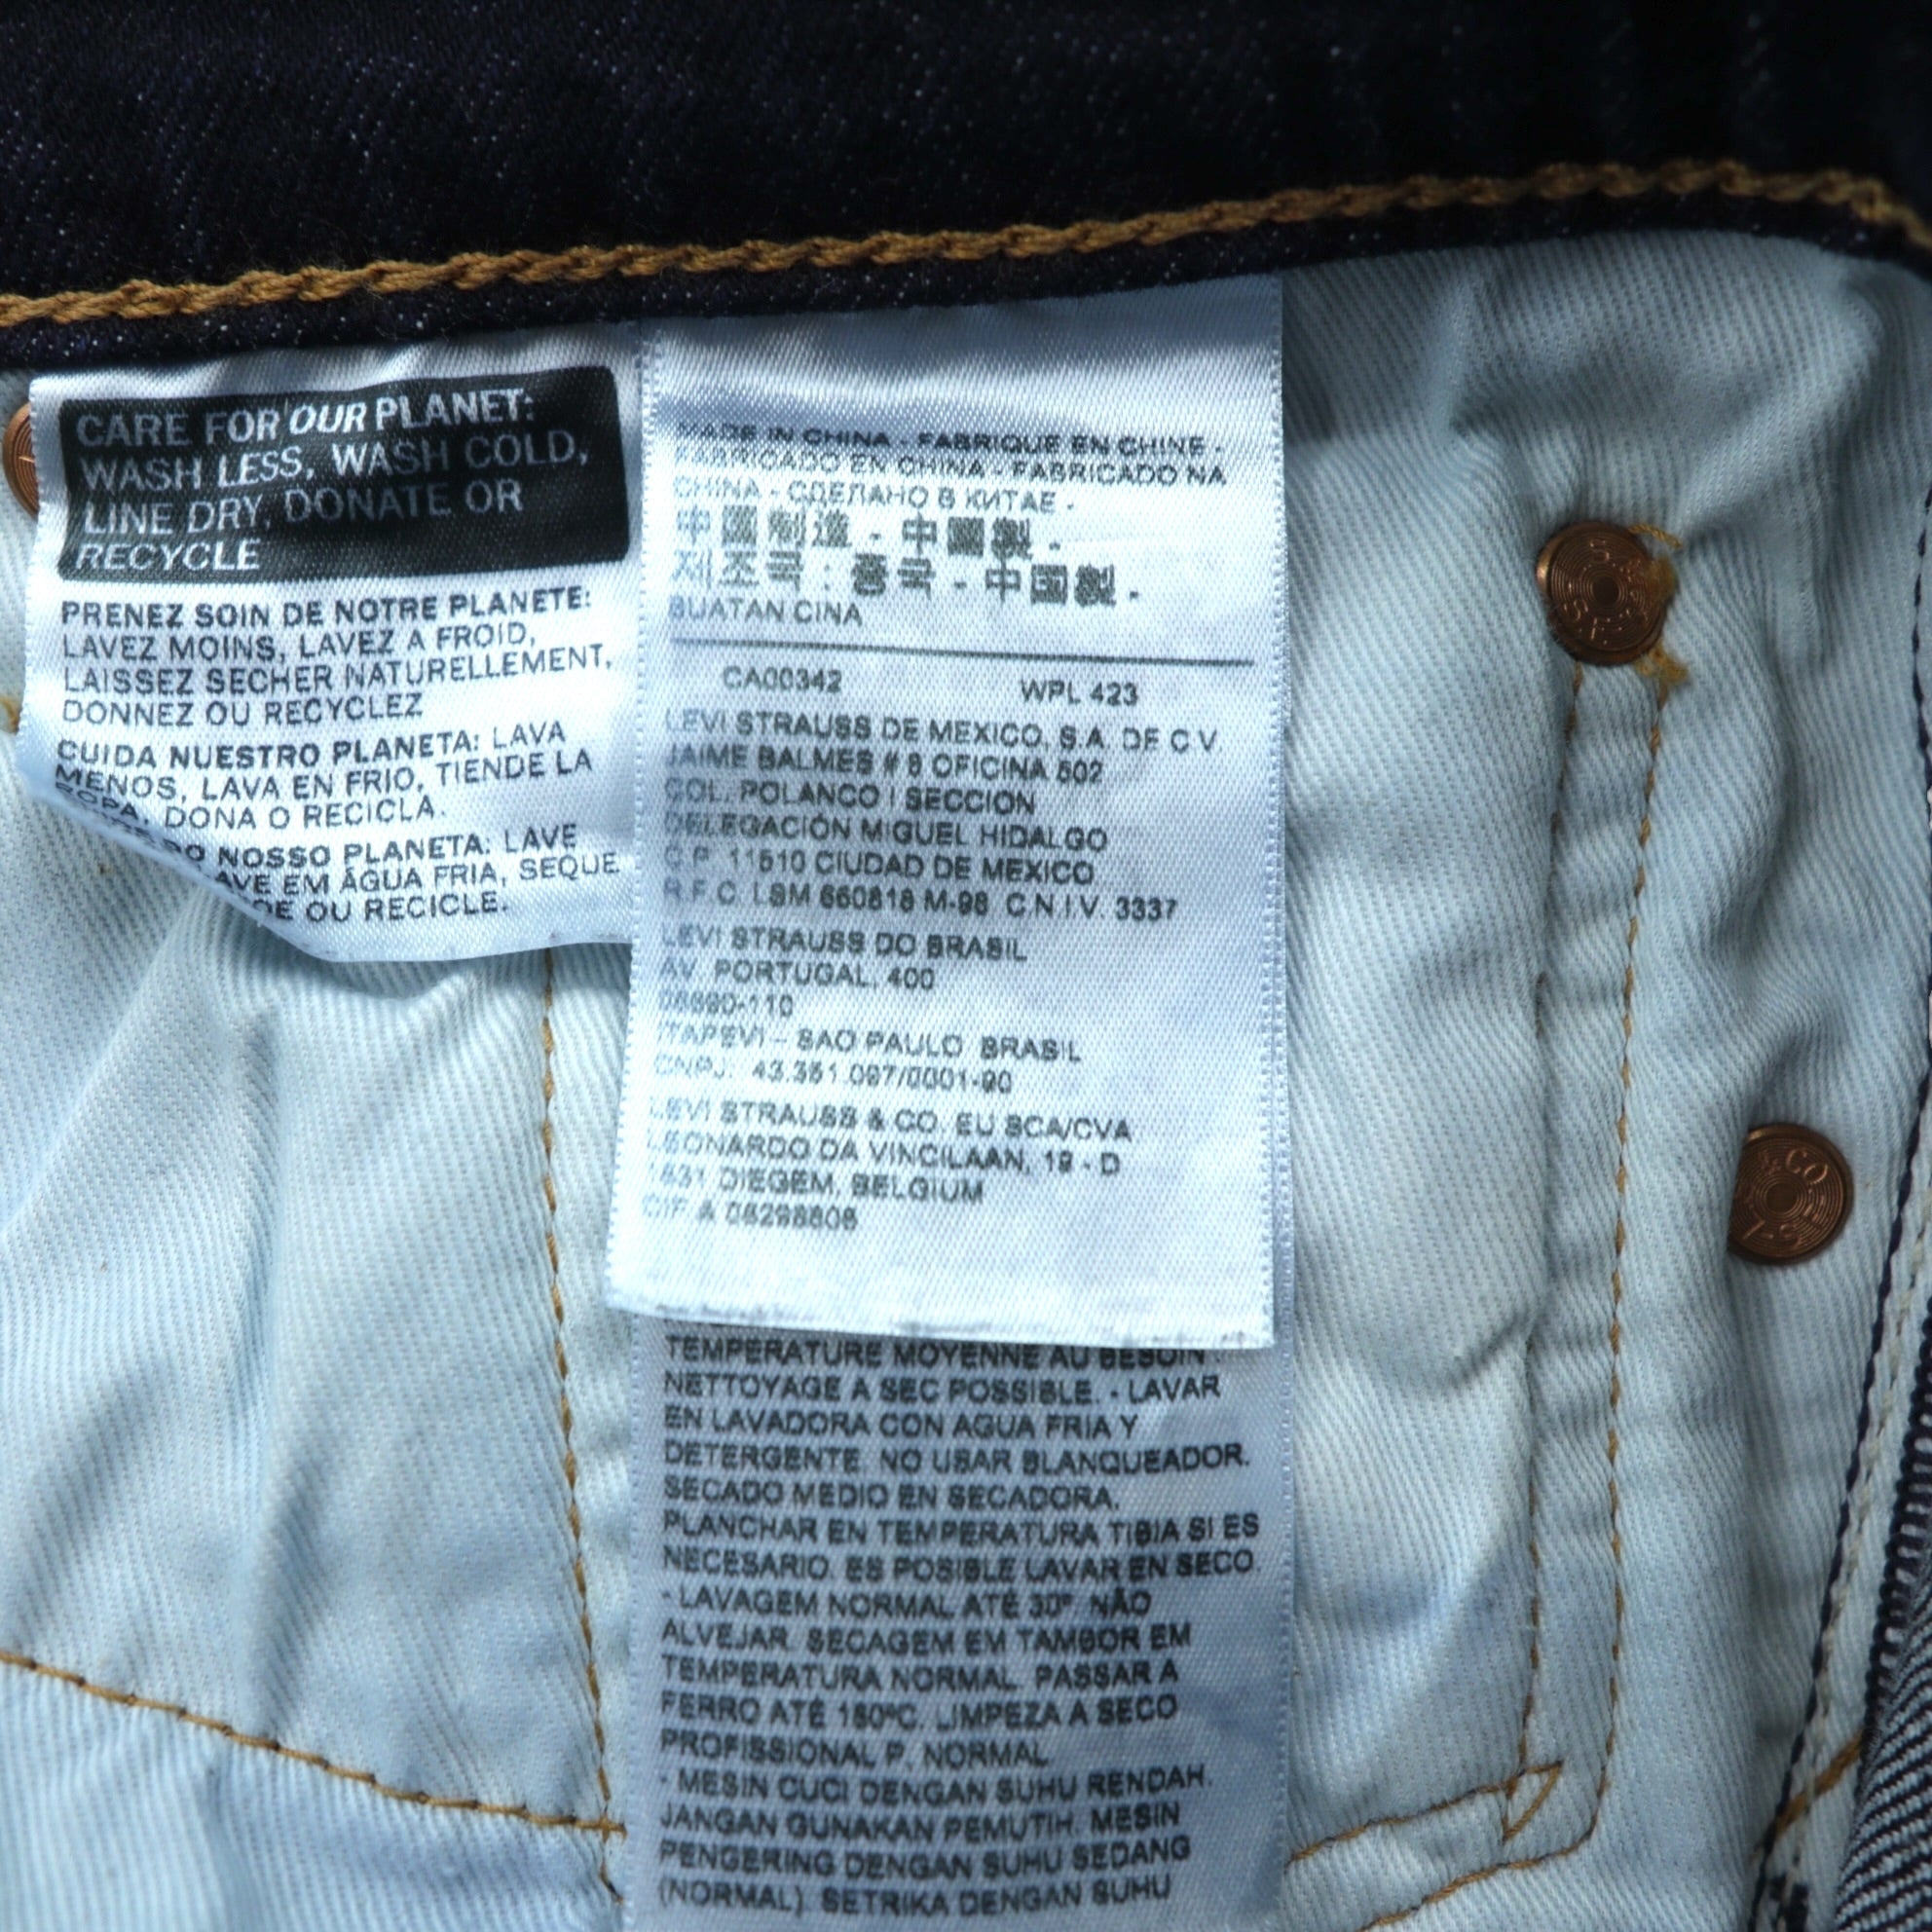 CARE FOR OUR PLANET:
WASH LESS, WASH COLD,
LINE DRY, DONATE OR
RECYCLE
PRENEZ SOIN DE NOTRE PLANETE:
LAVEZ MOINS, LAVEZ A FROID,
LAISSEZ SECHER NATURELLEMENT,
DONNEZ OU RECYCLEZ
CUIDA NUESTRO PLANETA: LAVA
MENOS, LAVA EN FRIO, TIENDE LA
ROPA, DONA O RECICLA.
DO NOSSO PLANETA: LAVE
AVE EM ÁGUA FRIA, SEQUE
OE OU RECICLE.
MADE IN CHINA - FABRIQUE EN CHINE -
FABRICADO EN CHINA - FABRICADO NA
CHINA - СДЕЛАНО В КИТАЕ -
中國制造 - 中國製 -
제조국 : 중국 - 中国製 -
BUATAN CINA
CA00342 WPL 423
LEVI STRAUSS DE MEXICO, S.A. DE C.V.
JAIME BALMES # 8 OFICINA 502
COL. POLANCO I SECCION
DELEGACIÓN MIGUEL HIDALGO
C.P. 11510 CIUDAD DE MEXICO
R.F.C. LSM 660818 M-98 C.N.I.V. 3337
LEVI STRAUSS DO BRASIL
AV. PORTUGAL, 400
06690-110
ITAPEVI – SAO PAULO BRASIL
CNPJ: 43.351.097/0001-90
LEVI STRAUSS & CO. EU SCA/CVA
LEONARDO DA VINCILAAN, 19 - D
1831 DIEGEM, BELGIUM
CIF A
TEMPERATURE MOYENNE AU BESOIN.
NETTOYAGE A SEC POSSIBLE. - LAVAR
EN LAVADORA CON AGUA FRIA Y
DETERGENTE. NO USAR BLANQUEADOR.
SECADO MEDIO EN SECADORA.
PLANCHAR EN TEMPERATURA TIBIA SI ES
NECESARIO. ES POSIBLE LAVAR EN SECO.
- LAVAGEM NORMAL ATÉ 30º. NÃO
ALVEJAR. SECAGEM EM TAMBOR EM
TEMPERATURA NORMAL. PASSAR A
FERRO ATÉ 150ºC. LIMPEZA A SECO
PROFISSIONAL P, NORMAL
- MESIN CUCI DENGAN SUHU RENDAH.
JANGAN GUNAKAN PEMUTIH. MESIN
PENGERING DENGAN SUHU SEDANG
(NORMAL). SETRIKA DENGAN SUHU